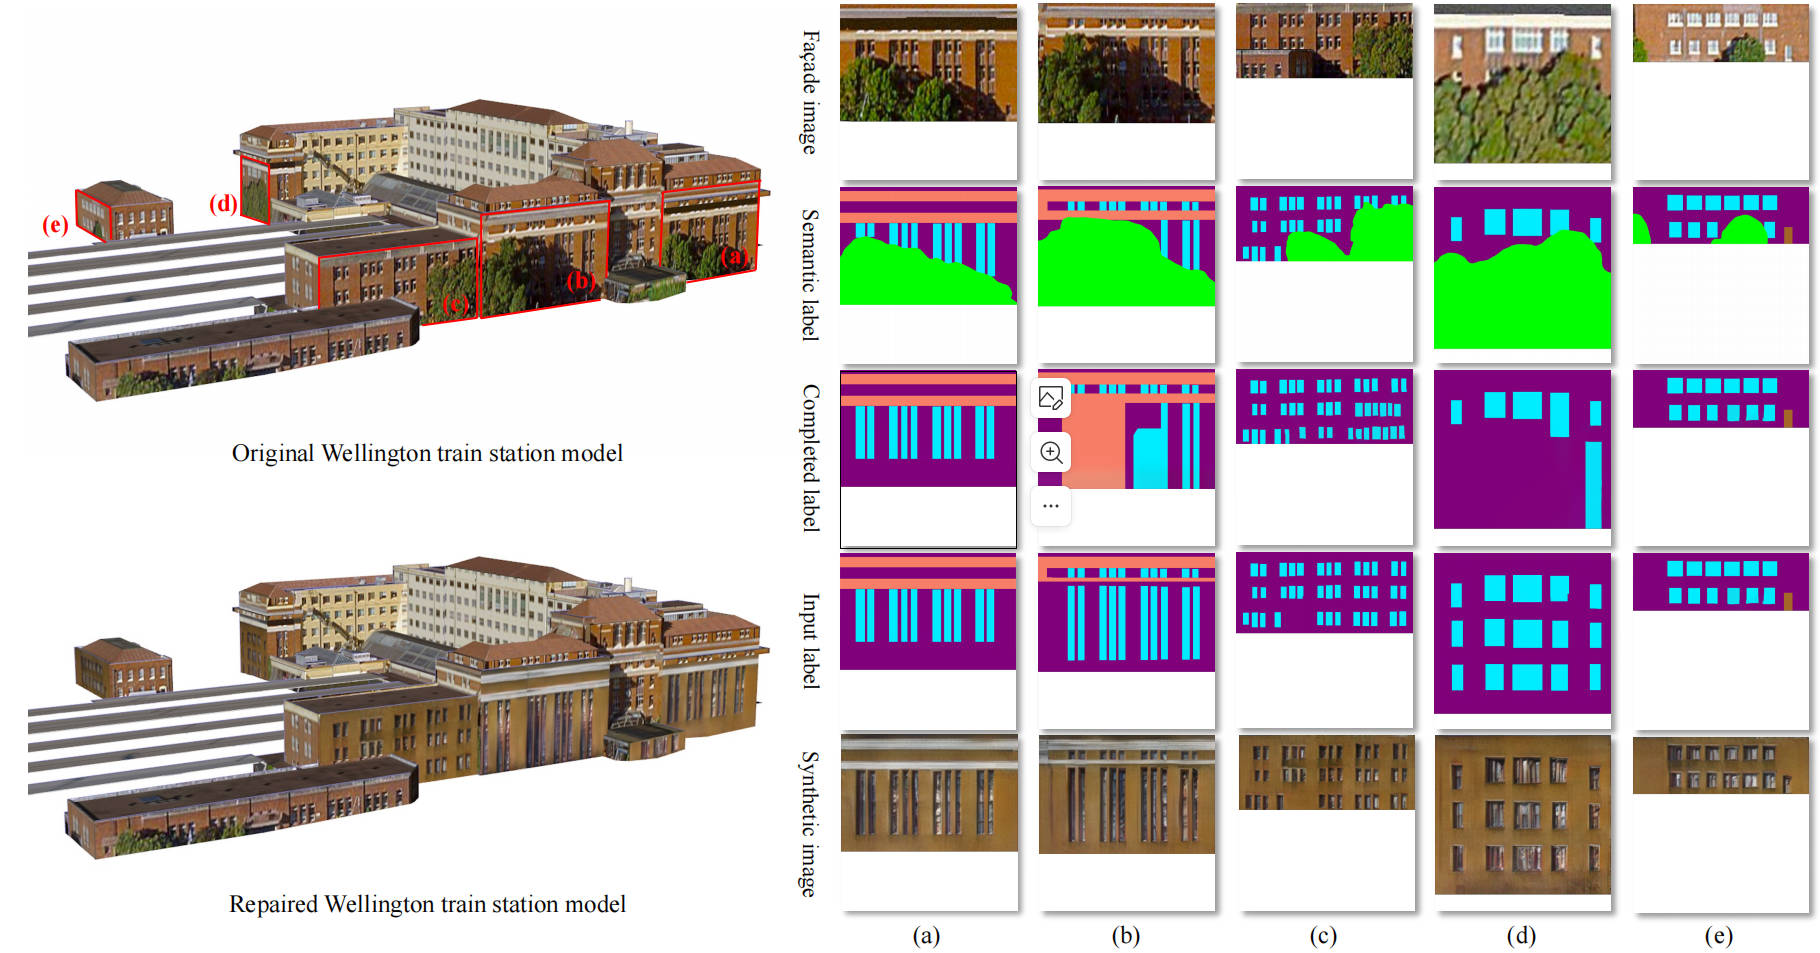 (e)
(d)
(c)
(b)
(a)
Original Wellington train station model
Repaired Wellington train station model
Façade image
Semantic label
Completed label
Input label
Synthetic image
(a)
(b)
(c)
(d)
(e)